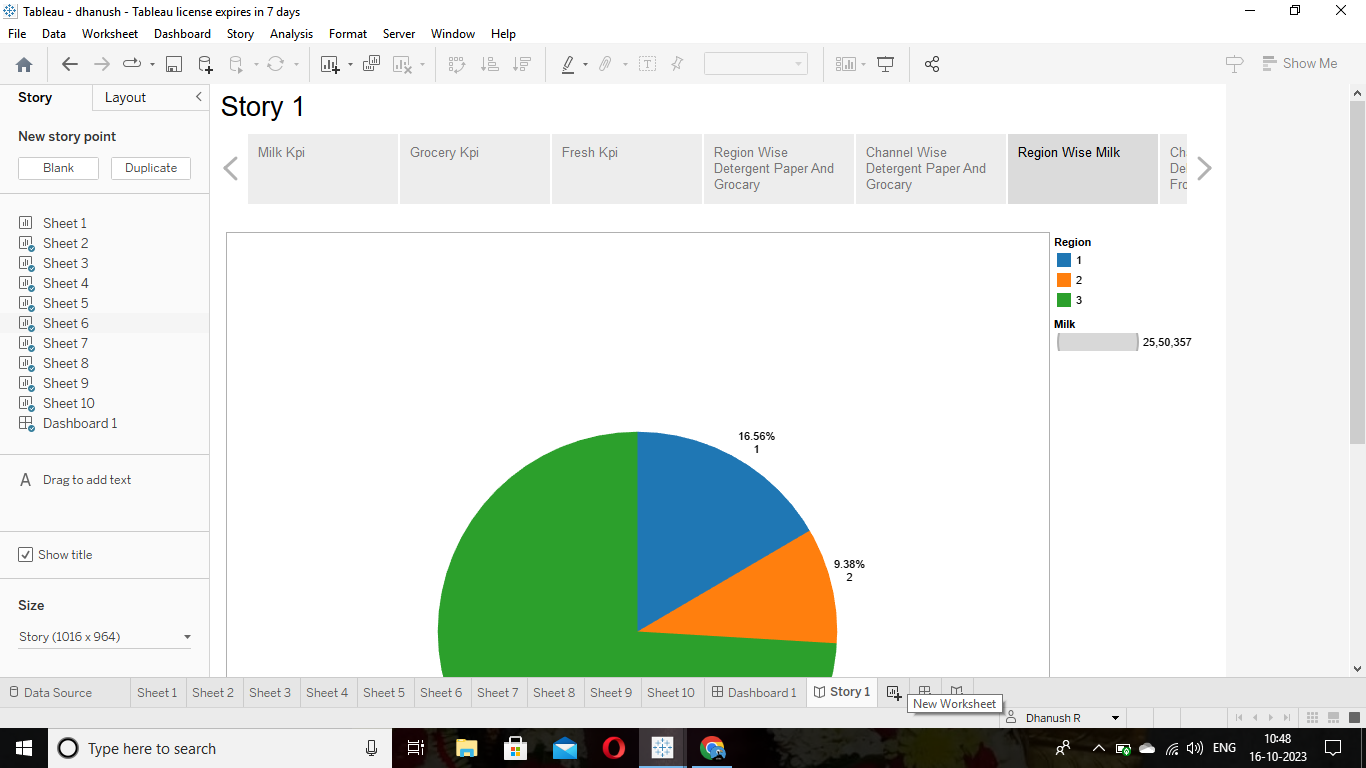 Tableau - dhanush - Tableau license expires in 7 days
File Data Worksheet Dashboard Story Analysis Format Server Window Help
Show Me
Story Layout
New story point
Blank Duplicate
Sheet 1
Sheet 2
Sheet 3
Sheet 4
Sheet 5
Sheet 6
Sheet 7
Sheet 8
Sheet 9
Sheet 10
Dashboard 1
A Drag to add text
Show title
Size
Story (1016 x 964)
Story 1
Milk Kpi
Grocery Kpi
Fresh Kpi
Region Wise
Detergent Paper And
Grocary
Channel Wise
Detergent Paper And
Grocary
Region Wise Milk
Region
1
2
3
Milk
25,50,357
16.56%
1
9.38%
2
Data Source Sheet 1 Sheet 2 Sheet 3 Sheet 4 Sheet 5 Sheet 6 Sheet 7 Sheet 8 Sheet 9 Sheet 10 Dashboard 1 Story 1
New Worksheet
Dhanush R
Type here to search
ENG
10:48
16-10-2023